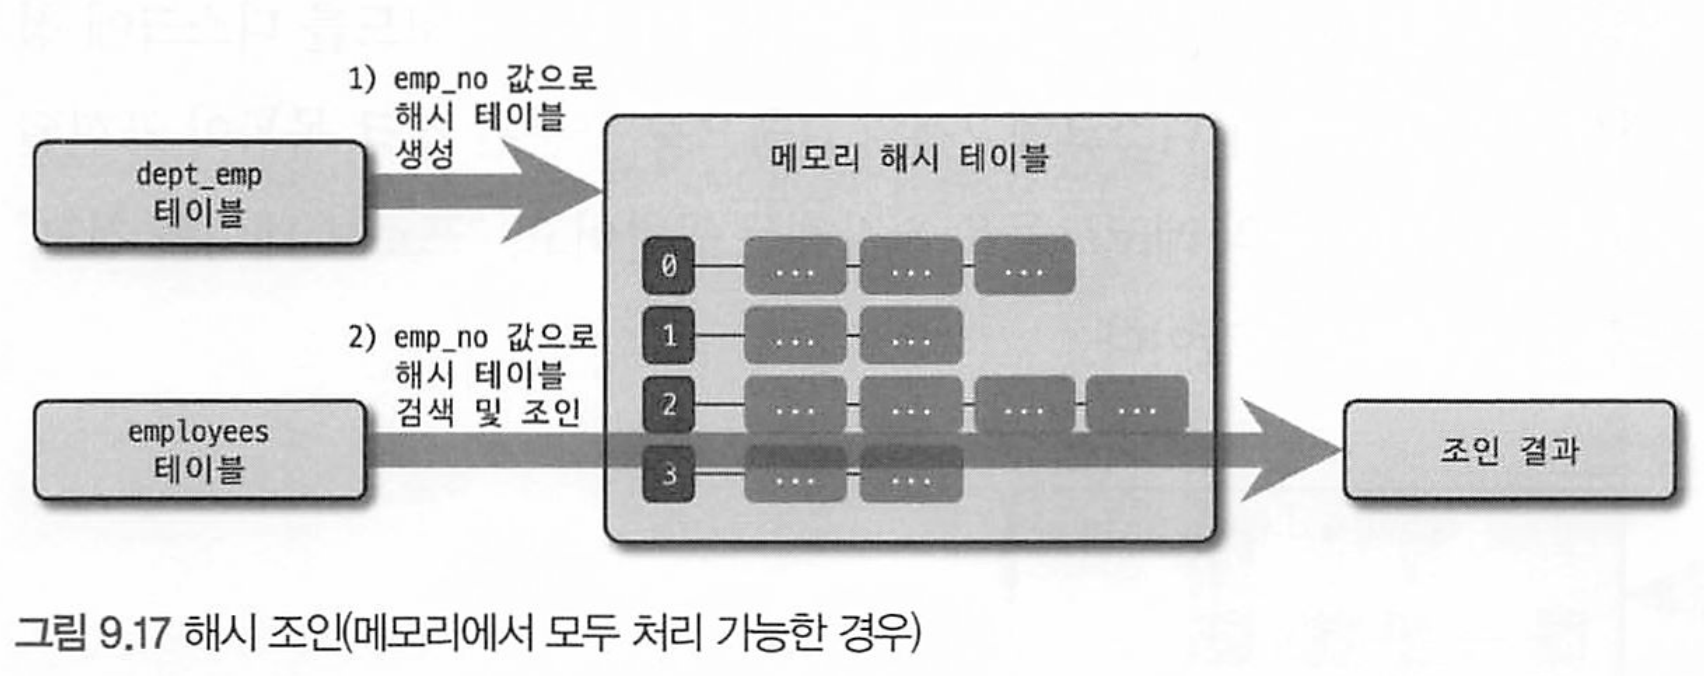 1) emp_no 값으로
해시 테이블
생성
dept_emp
테이블
메모리 해시 테이블
0 ... ... ...
1 ... ...
2 ... ... ... ...
3 ... ...
2) emp_no 값으로
해시 테이블
검색 및 조인
employees
테이블
조인 결과
그림 9.17 해시 조인(메모리에서 모두 처리 가능한 경우)